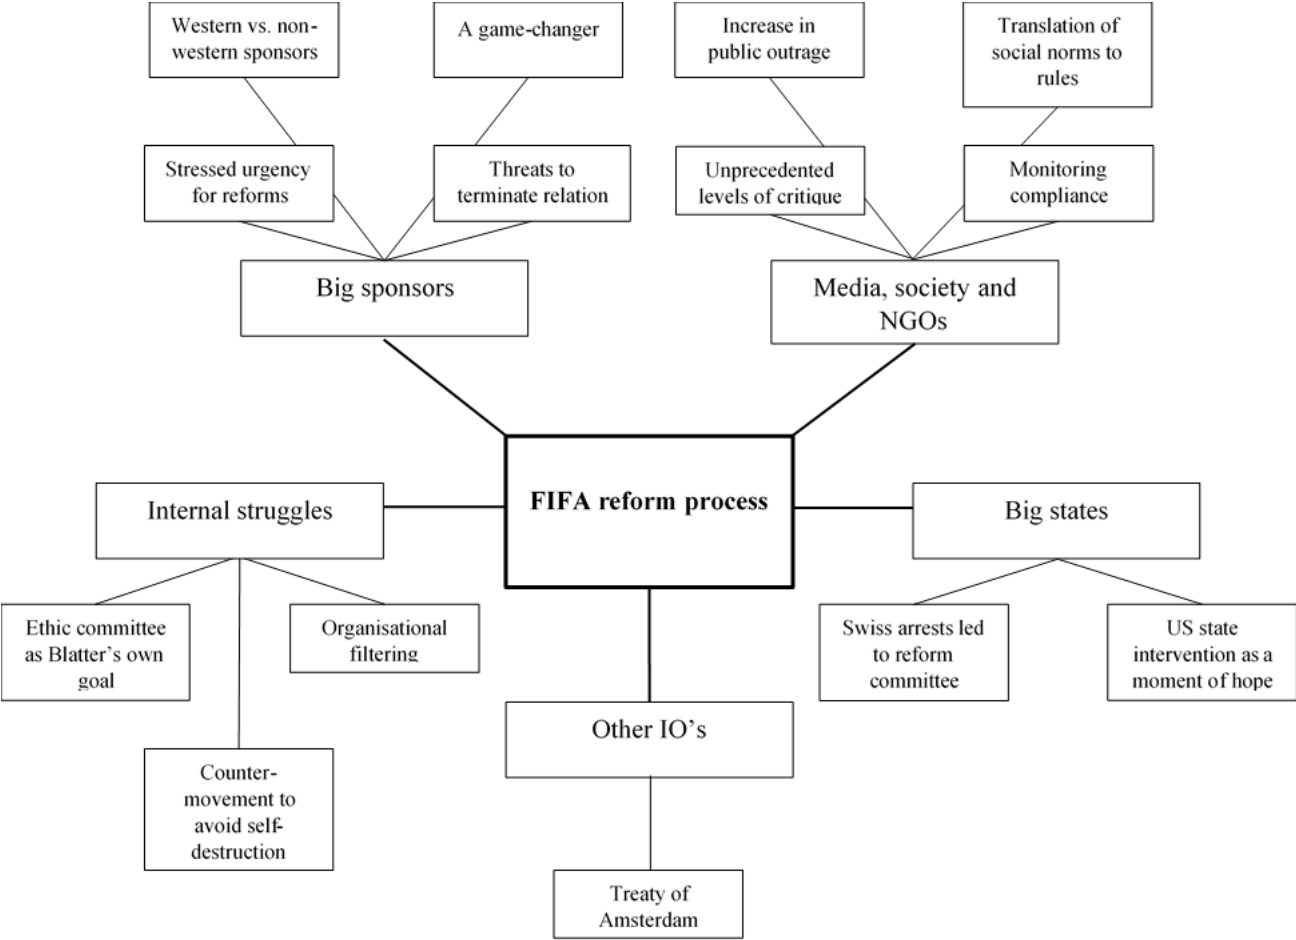 Western vs. non-
western sponsors
A game-changer
Increase in
public outrage
Translation of
social norms to
rules
Stressed urgency
for reforms
Threats to
terminate relation
Unprecedented
levels of critique
Monitoring
compliance
Big sponsors
Media, society and
NGOs
FIFA reform process
Internal struggles
Big states
Ethic committee
as Blatter's own
goal
Organisational
filtering
Swiss arrests led
to reform
committee
US state
intervention as a
moment of hope
Counter-
movement to
avoid self-
destruction
Other IO's
Treaty of
Amsterdam